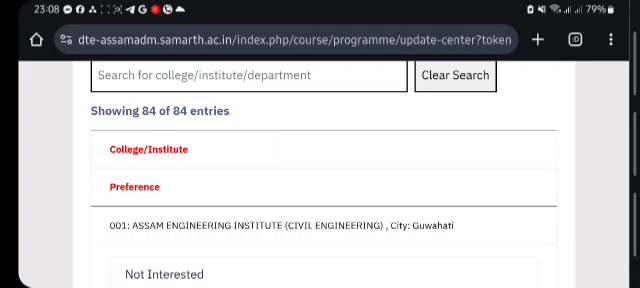 23:08
79%
dte-assamadm.samarth.ac.in/index.php/course/programme/update-center?token
:D
Search for college/institute/department
Clear Search
Showing 84 of 84 entries
College/Institute
Preference
001: ASSAM ENGINEERING INSTITUTE (CIVIL ENGINEERING) , City: Guwahati
Not Interested